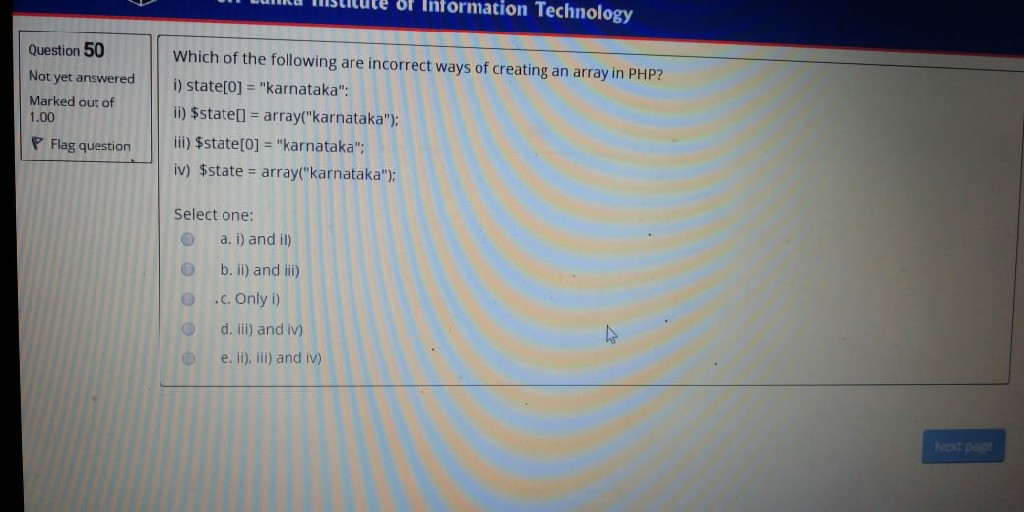 Institute of Information Technology
Question 50
Not yet answered
Marked out of
1.00
Flag question
Which of the following are incorrect ways of creating an array in PHP?
i) state[0] = "karnataka";
ii) $state[] = array("karnataka");
iii) $state[0] = "karnataka";
iv) $state = array("karnataka");
Select one:
a. i) and ii)
b. ii) and iii)
c. Only i)
d. iii) and iv)
e. ii), iii) and iv)
Next page